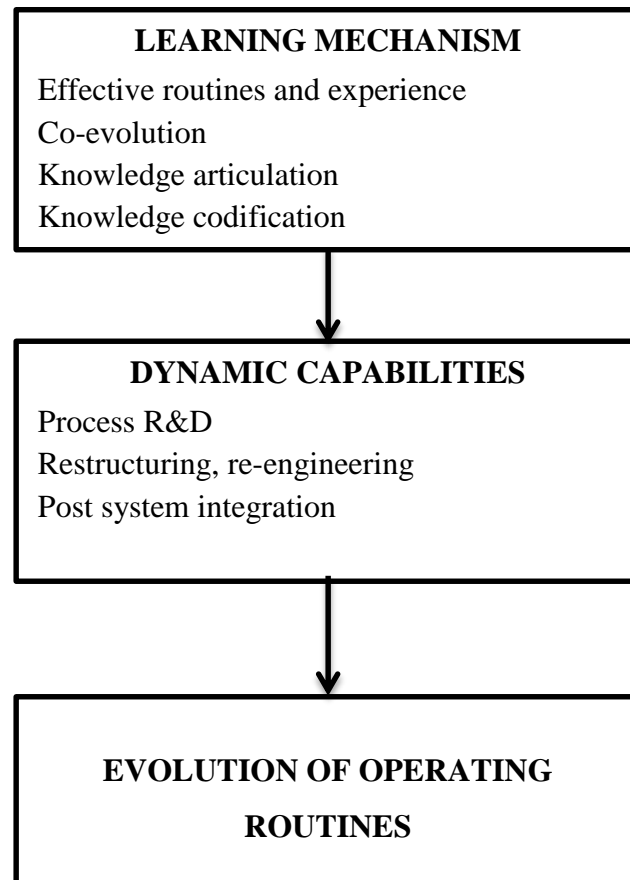 LEARNING MECHANISM
Effective routines and experience
Co-evolution
Knowledge articulation
Knowledge codification
DYNAMIC CAPABILITIES
Process R&D
Restructuring, re-engineering
Post system integration
EVOLUTION OF OPERATING
ROUTINES